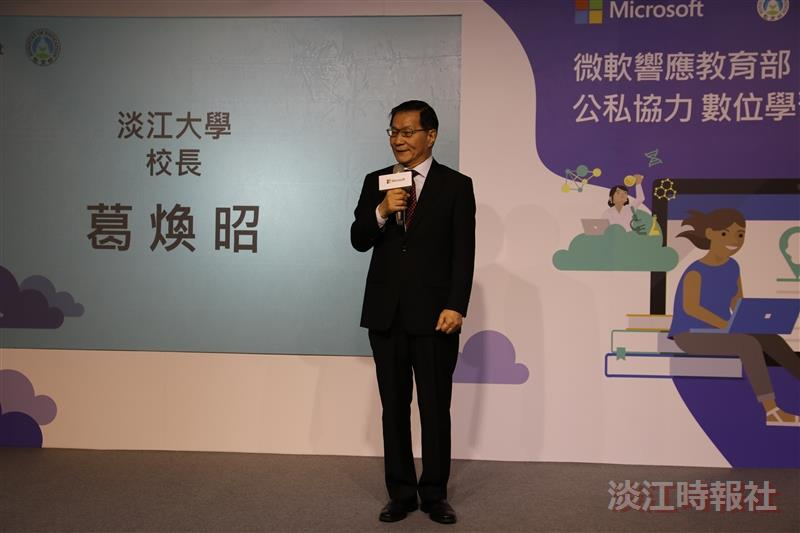 淡江大學
校長
葛煥昭
Microsoft
微軟響應教育部
公私協力 數位學
Microsoft
淡江時報社